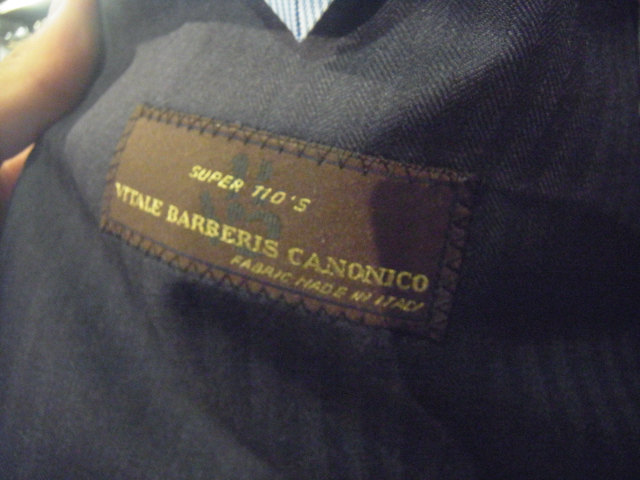 SUPER 110'S
VITALE BARBERIS CANONICO
FABRIC MADE IN ITALY